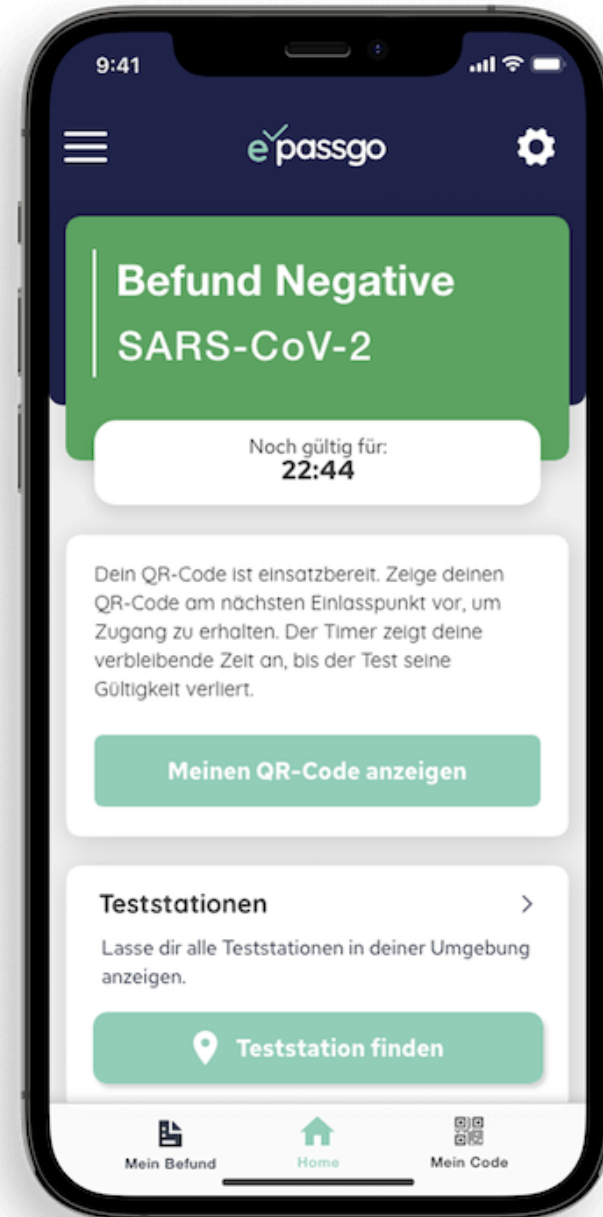 9:41
e passgo
Befund Negative
SARS-CoV-2
Noch gültig für:
22:44
Dein QR-Code ist einsatzbereit. Zeige deinen
QR-Code am nächsten Einlasspunkt vor, um
Zugang zu erhalten. Der Timer zeigt deine
verbleibende Zeit an, bis der Test seine
Gültigkeit verliert.
Meinen QR-Code anzeigen
Teststationen
Lasse dir alle Teststationen in deiner Umgebung
anzeigen.
Teststation finden
Mein Befund
Home
Mein Code